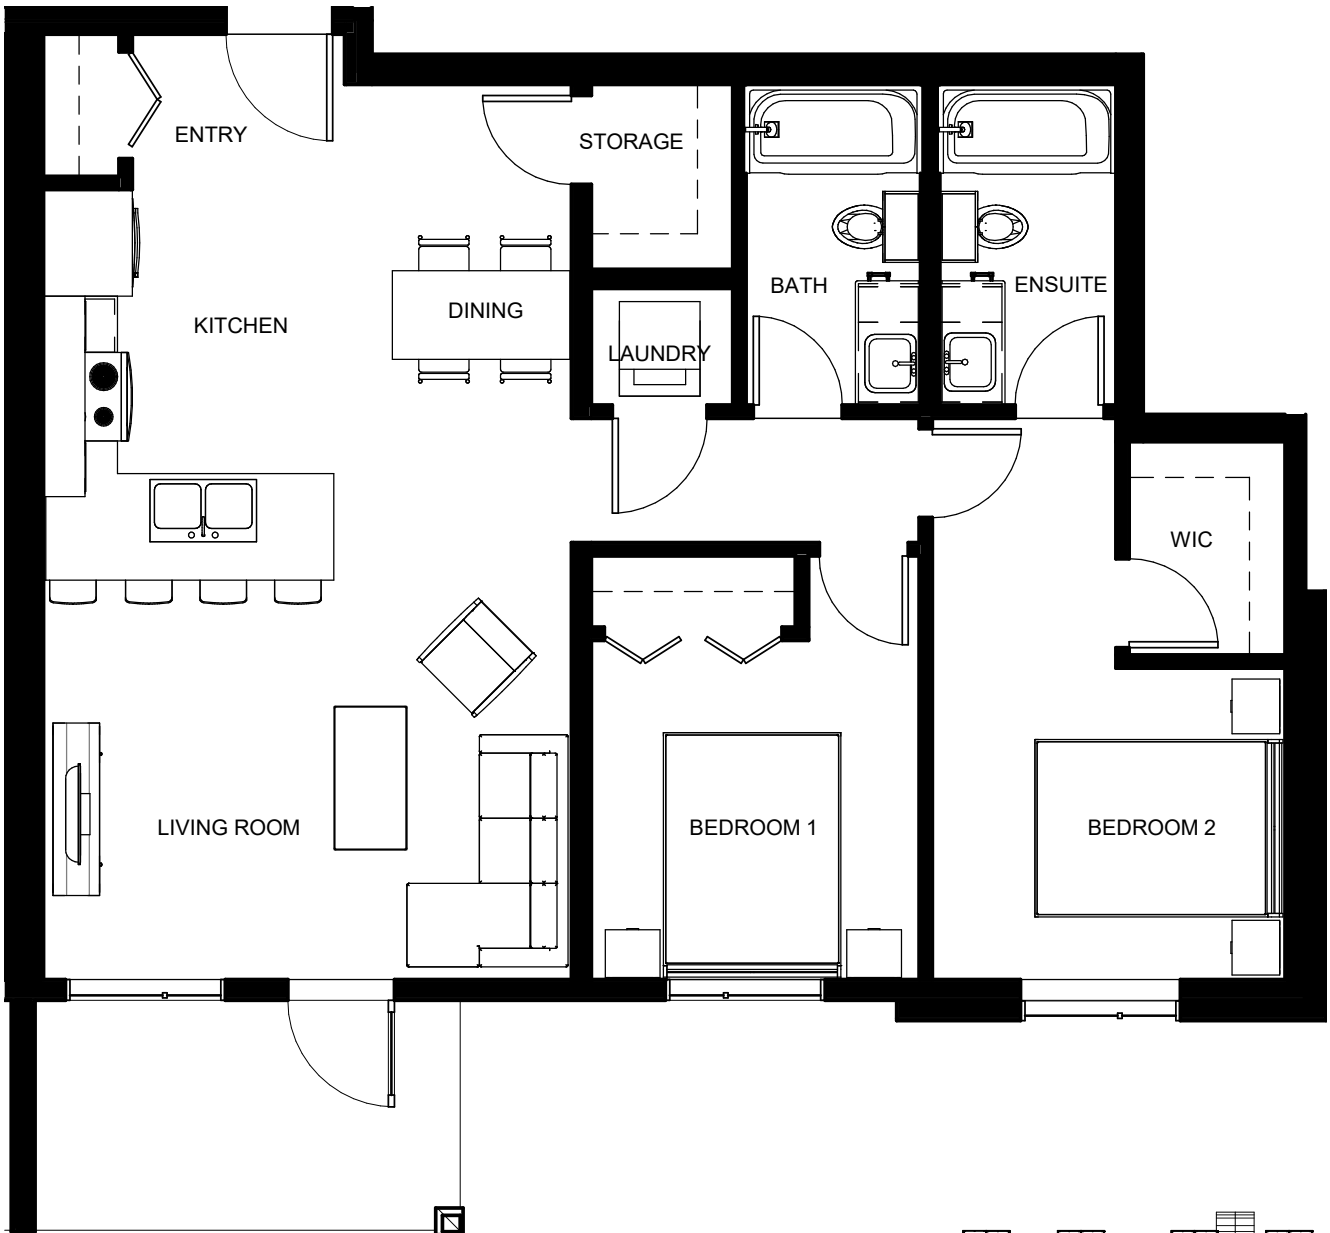 ENTRY
STORAGE
BATH
ENSUITE
DINING
KITCHEN
LAUNDRY
WIC
LIVING ROOM
BEDROOM 1
BEDROOM 2